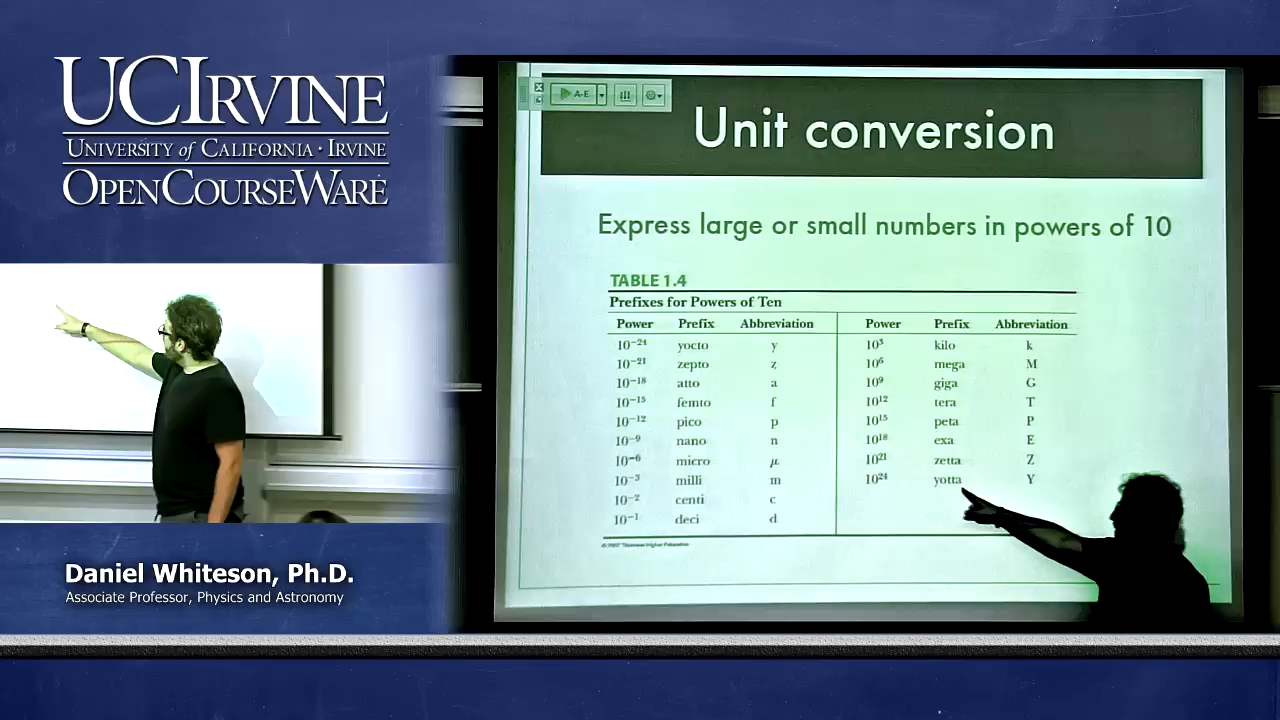 UCIRVINE
UNIVERSITY of CALIFORNIA · IRVINE
OPENCOURSEWARE
Daniel Whiteson, Ph.D.
Associate Professor, Physics and Astronomy
A-E
Unit conversion
Express large or small numbers in powers of 10
TABLE 1.4
Prefixes for Powers of Ten
Power Prefix Abbreviation Power Prefix Abbreviation
10⁻²⁴ yocto y 10³ kilo k
10⁻²¹ zepto z 10⁶ mega M
10⁻¹⁸ atto a 10⁹ giga G
10⁻¹⁵ femto f 10¹² tera T
10⁻¹² pico p 10¹⁵ peta P
10⁻⁹ nano n 10¹⁸ exa E
10⁻⁶ micro μ 10²¹ zetta Z
10⁻³ milli m 10²⁴ yotta Y
10⁻² centi c
10⁻¹ deci d